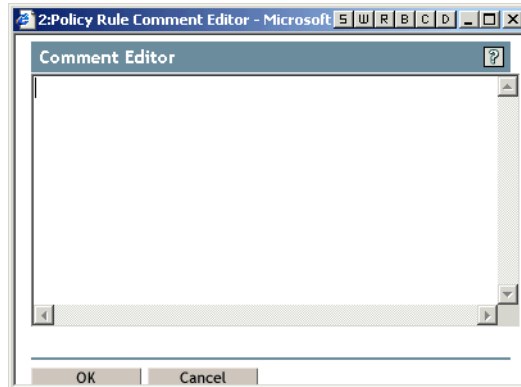 2:Policy Rule Comment Editor - Microsoft S W R B C D
Comment Editor ?
OK Cancel